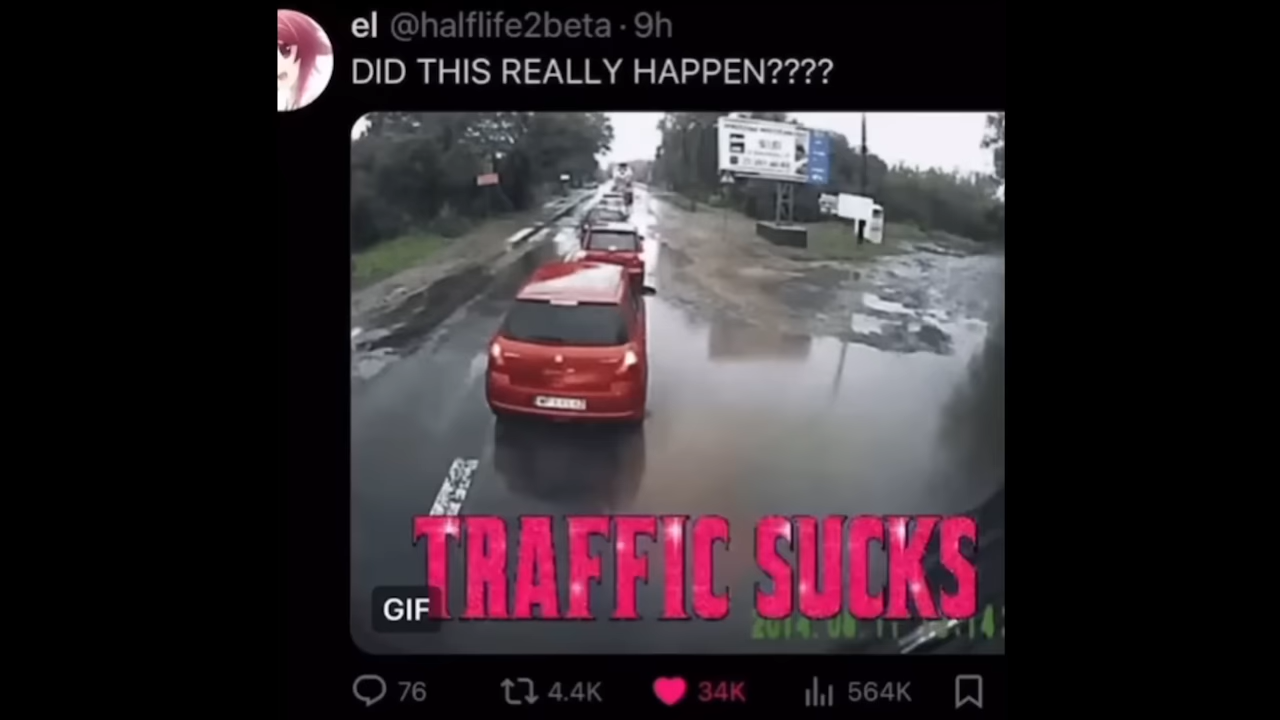 el @halflife2beta · 9h
DID THIS REALLY HAPPEN????
TRAFFIC SUCKS
GIF
76 4.4K 34K 564K